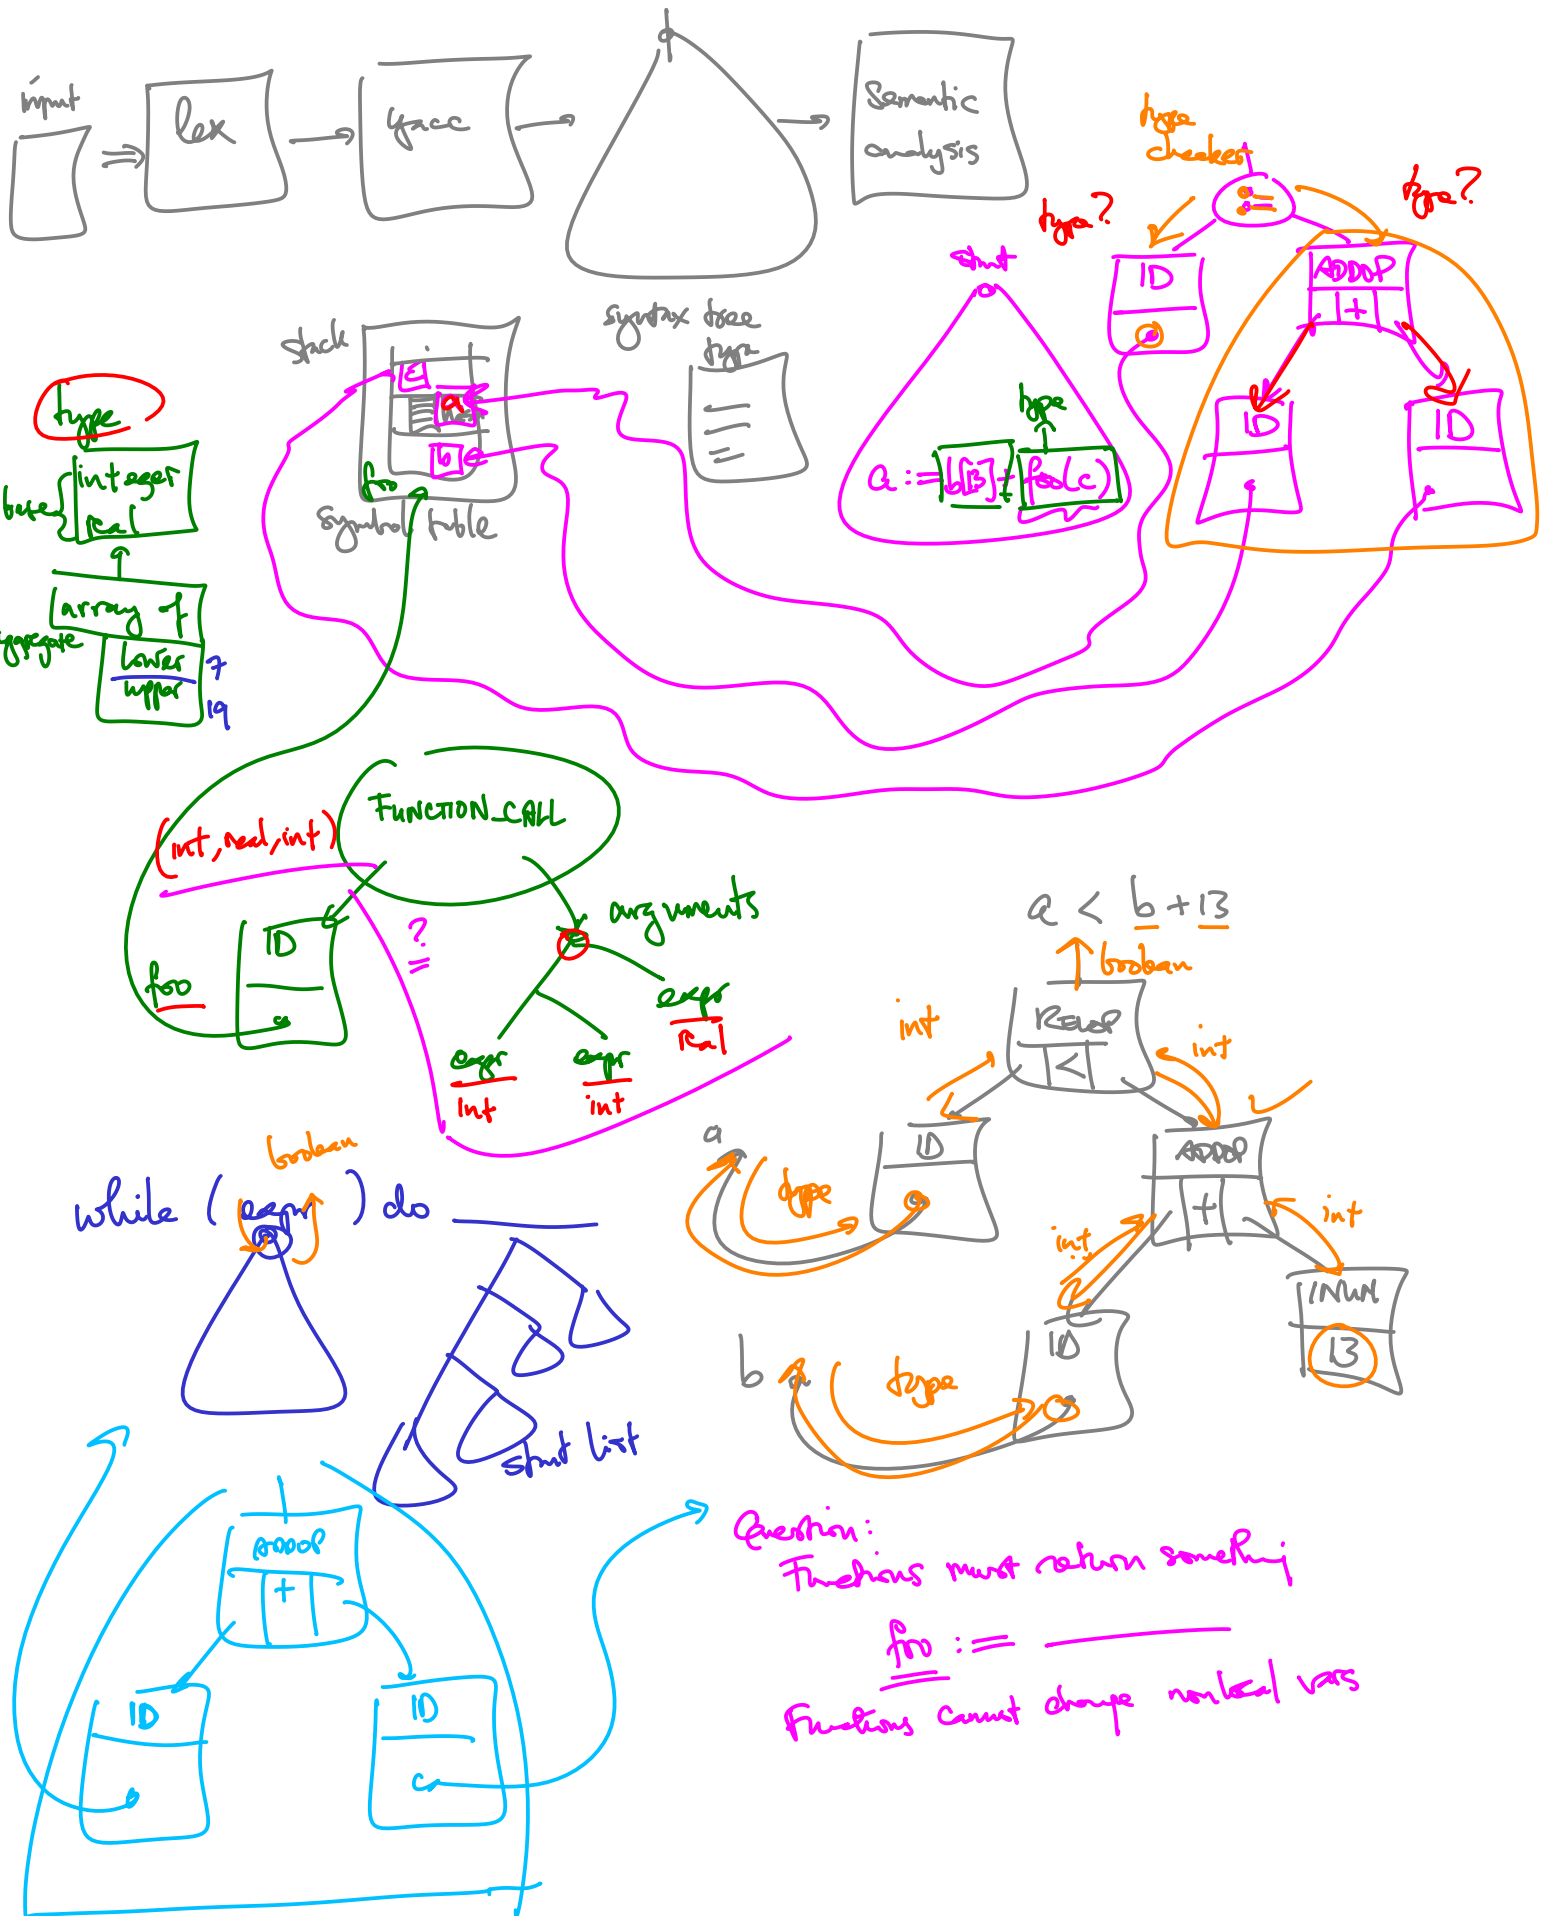 input
lex
yacc
Semantic
analysis
type
checker
type?
type?
:=
ID
ADDOP
+
ID
ID
stmt
a := b[13] + foo(c)
type
syntax tree
type
stack
c
a
b
foo
symbol table
type
base
integer
real
array of
aggregate
lower 7
upper 19
FUNCTION_CALL
(int, real, int)
ID
foo
?
arguments
expr
real
expr
int
expr
int
a < b + 13
boolean
int
RELOP
<
int
a
type
ID
ADDOP
+
int
int
b
type
ID
INUM
13
boolean
while (expr) do
stmt list
ADDOP
+
ID
ID
Question:
Functions must return somethi
foo :=
Functions cannot change nonlocal vars